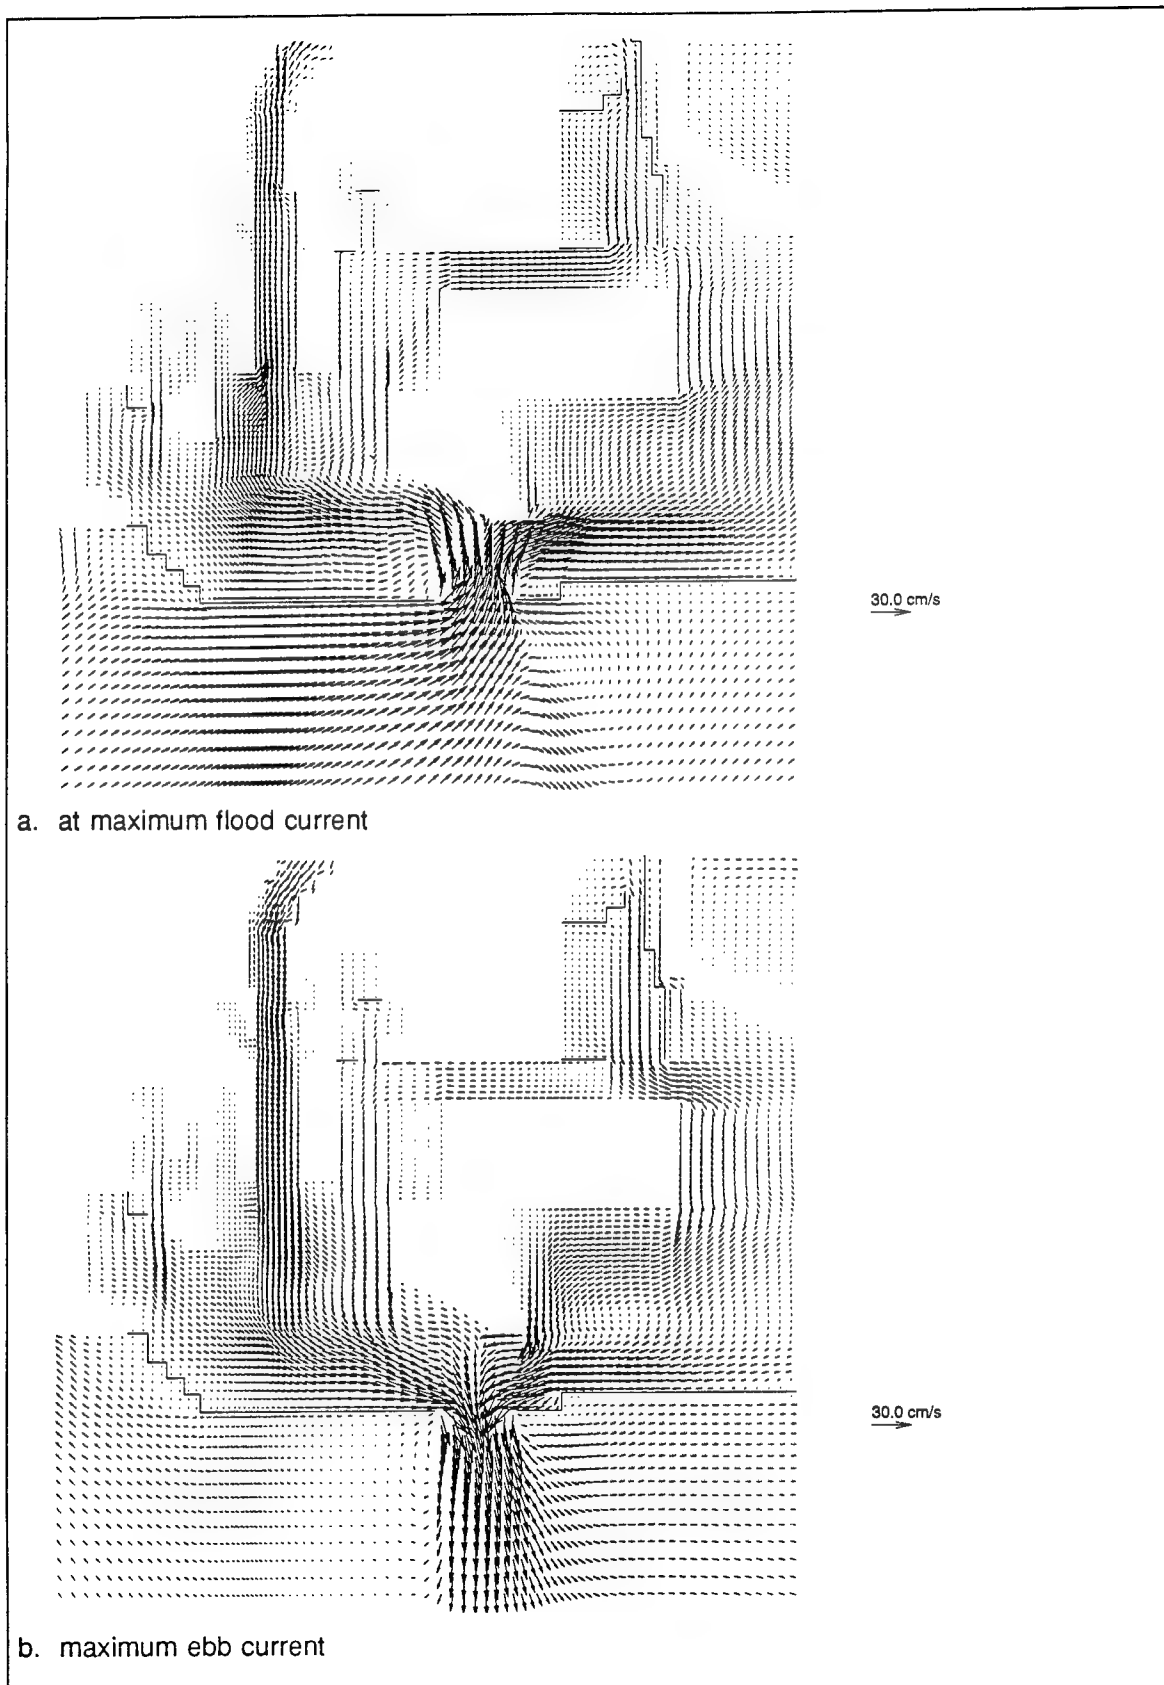 30.0 cm/s
a. at maximum flood current
30.0 cm/s
b. maximum ebb current